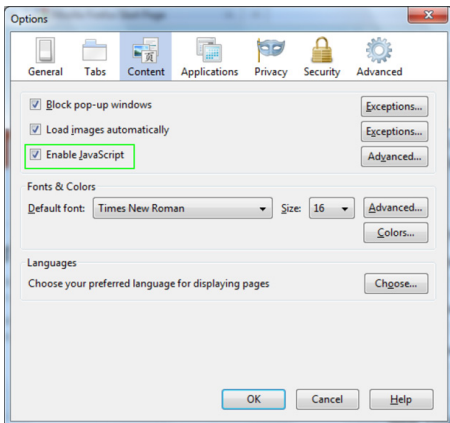 Options
General Tabs Content Applications Privacy Security Advanced
Block pop-up windows Exceptions...
Load images automatically Exceptions...
Enable JavaScript Advanced...
Fonts & Colors
Default font: Times New Roman Size: 16 Advanced...
Colors...
Languages
Choose your preferred language for displaying pages Choose...
OK Cancel Help